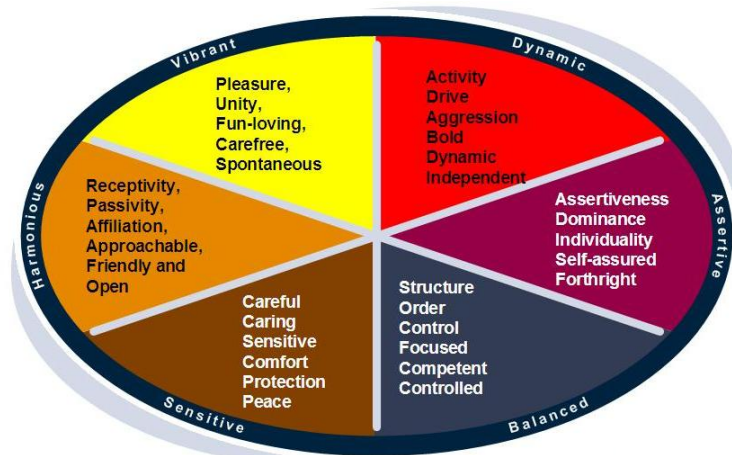 Vibrant
Pleasure,
Unity,
Fun-loving,
Carefree,
Spontaneous
Dynamic
Activity
Drive
Aggression
Bold
Dynamic
Independent
Harmonious
Receptivity,
Passivity,
Affiliation,
Approachable,
Friendly and
Open
Assertive
Assertiveness
Dominance
Individuality
Self-assured
Forthright
Sensitive
Careful
Caring
Sensitive
Comfort
Protection
Peace
Balanced
Structure
Order
Control
Focused
Competent
Controlled